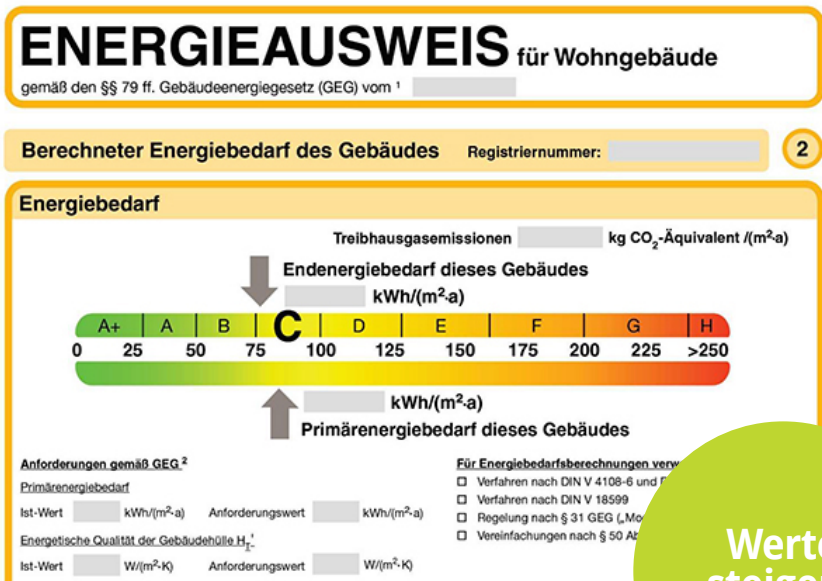 ENERGIEAUSWEIS für Wohngebäude
gemäß den §§ 79 ff. Gebäudeenergiegesetz (GEG) vom ¹
Berechneter Energiebedarf des Gebäudes Registriernummer: 2
Energiebedarf
Treibhausgasemissionen kg CO₂-Äquivalent /(m²·a)
Endenergiebedarf dieses Gebäudes
kWh/(m²·a)
A+ A B C D E F G H
0 25 50 75 100 125 150 175 200 225 >250
kWh/(m²·a)
Primärenergiebedarf dieses Gebäudes
Anforderungen gemäß GEG ²
Primärenergiebedarf
Ist-Wert kWh/(m²·a) Anforderungswert kWh/(m²·a)
Energetische Qualität der Gebäudehülle H_T'
Ist-Wert W/(m²·K) Anforderungswert W/(m²·K)
Für Energiebedarfsberechnungen
Verfahren nach DIN V 4108-6 und
Verfahren nach DIN V 18599
Regelung nach § 31 GEG
Vereinfachungen nach § 50